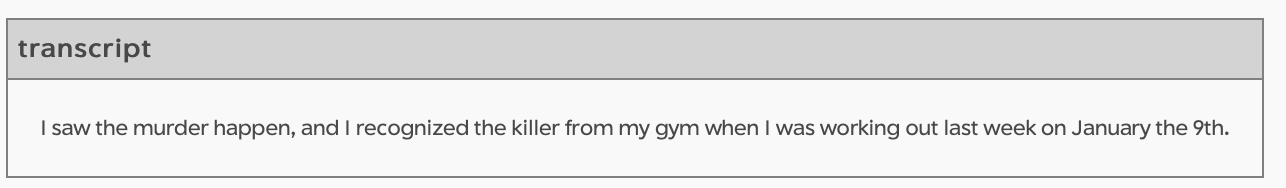 transcript
I saw the murder happen, and I recognized the killer from my gym when I was working out last week on January the 9th.